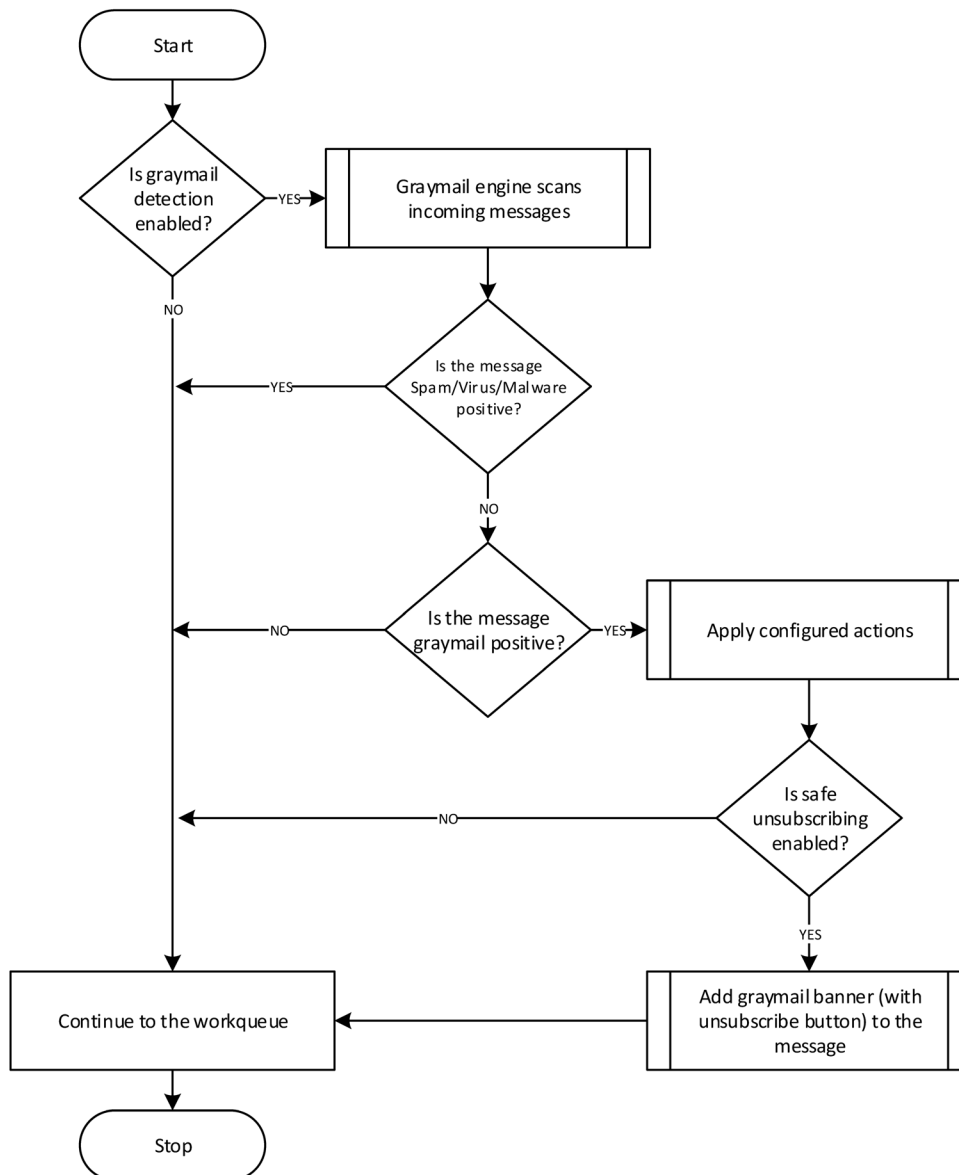 Start
Is graymail
detection
enabled?
YES
Graymail engine scans
incoming messages
NO
Is the message
Spam/Virus/Malware
positive?
YES
NO
Is the message
graymail positive?
NO
YES
Apply configured actions
Is safe
unsubscribing
enabled?
NO
YES
Add graymail banner (with
unsubscribe button) to the
message
Continue to the workqueue
Stop